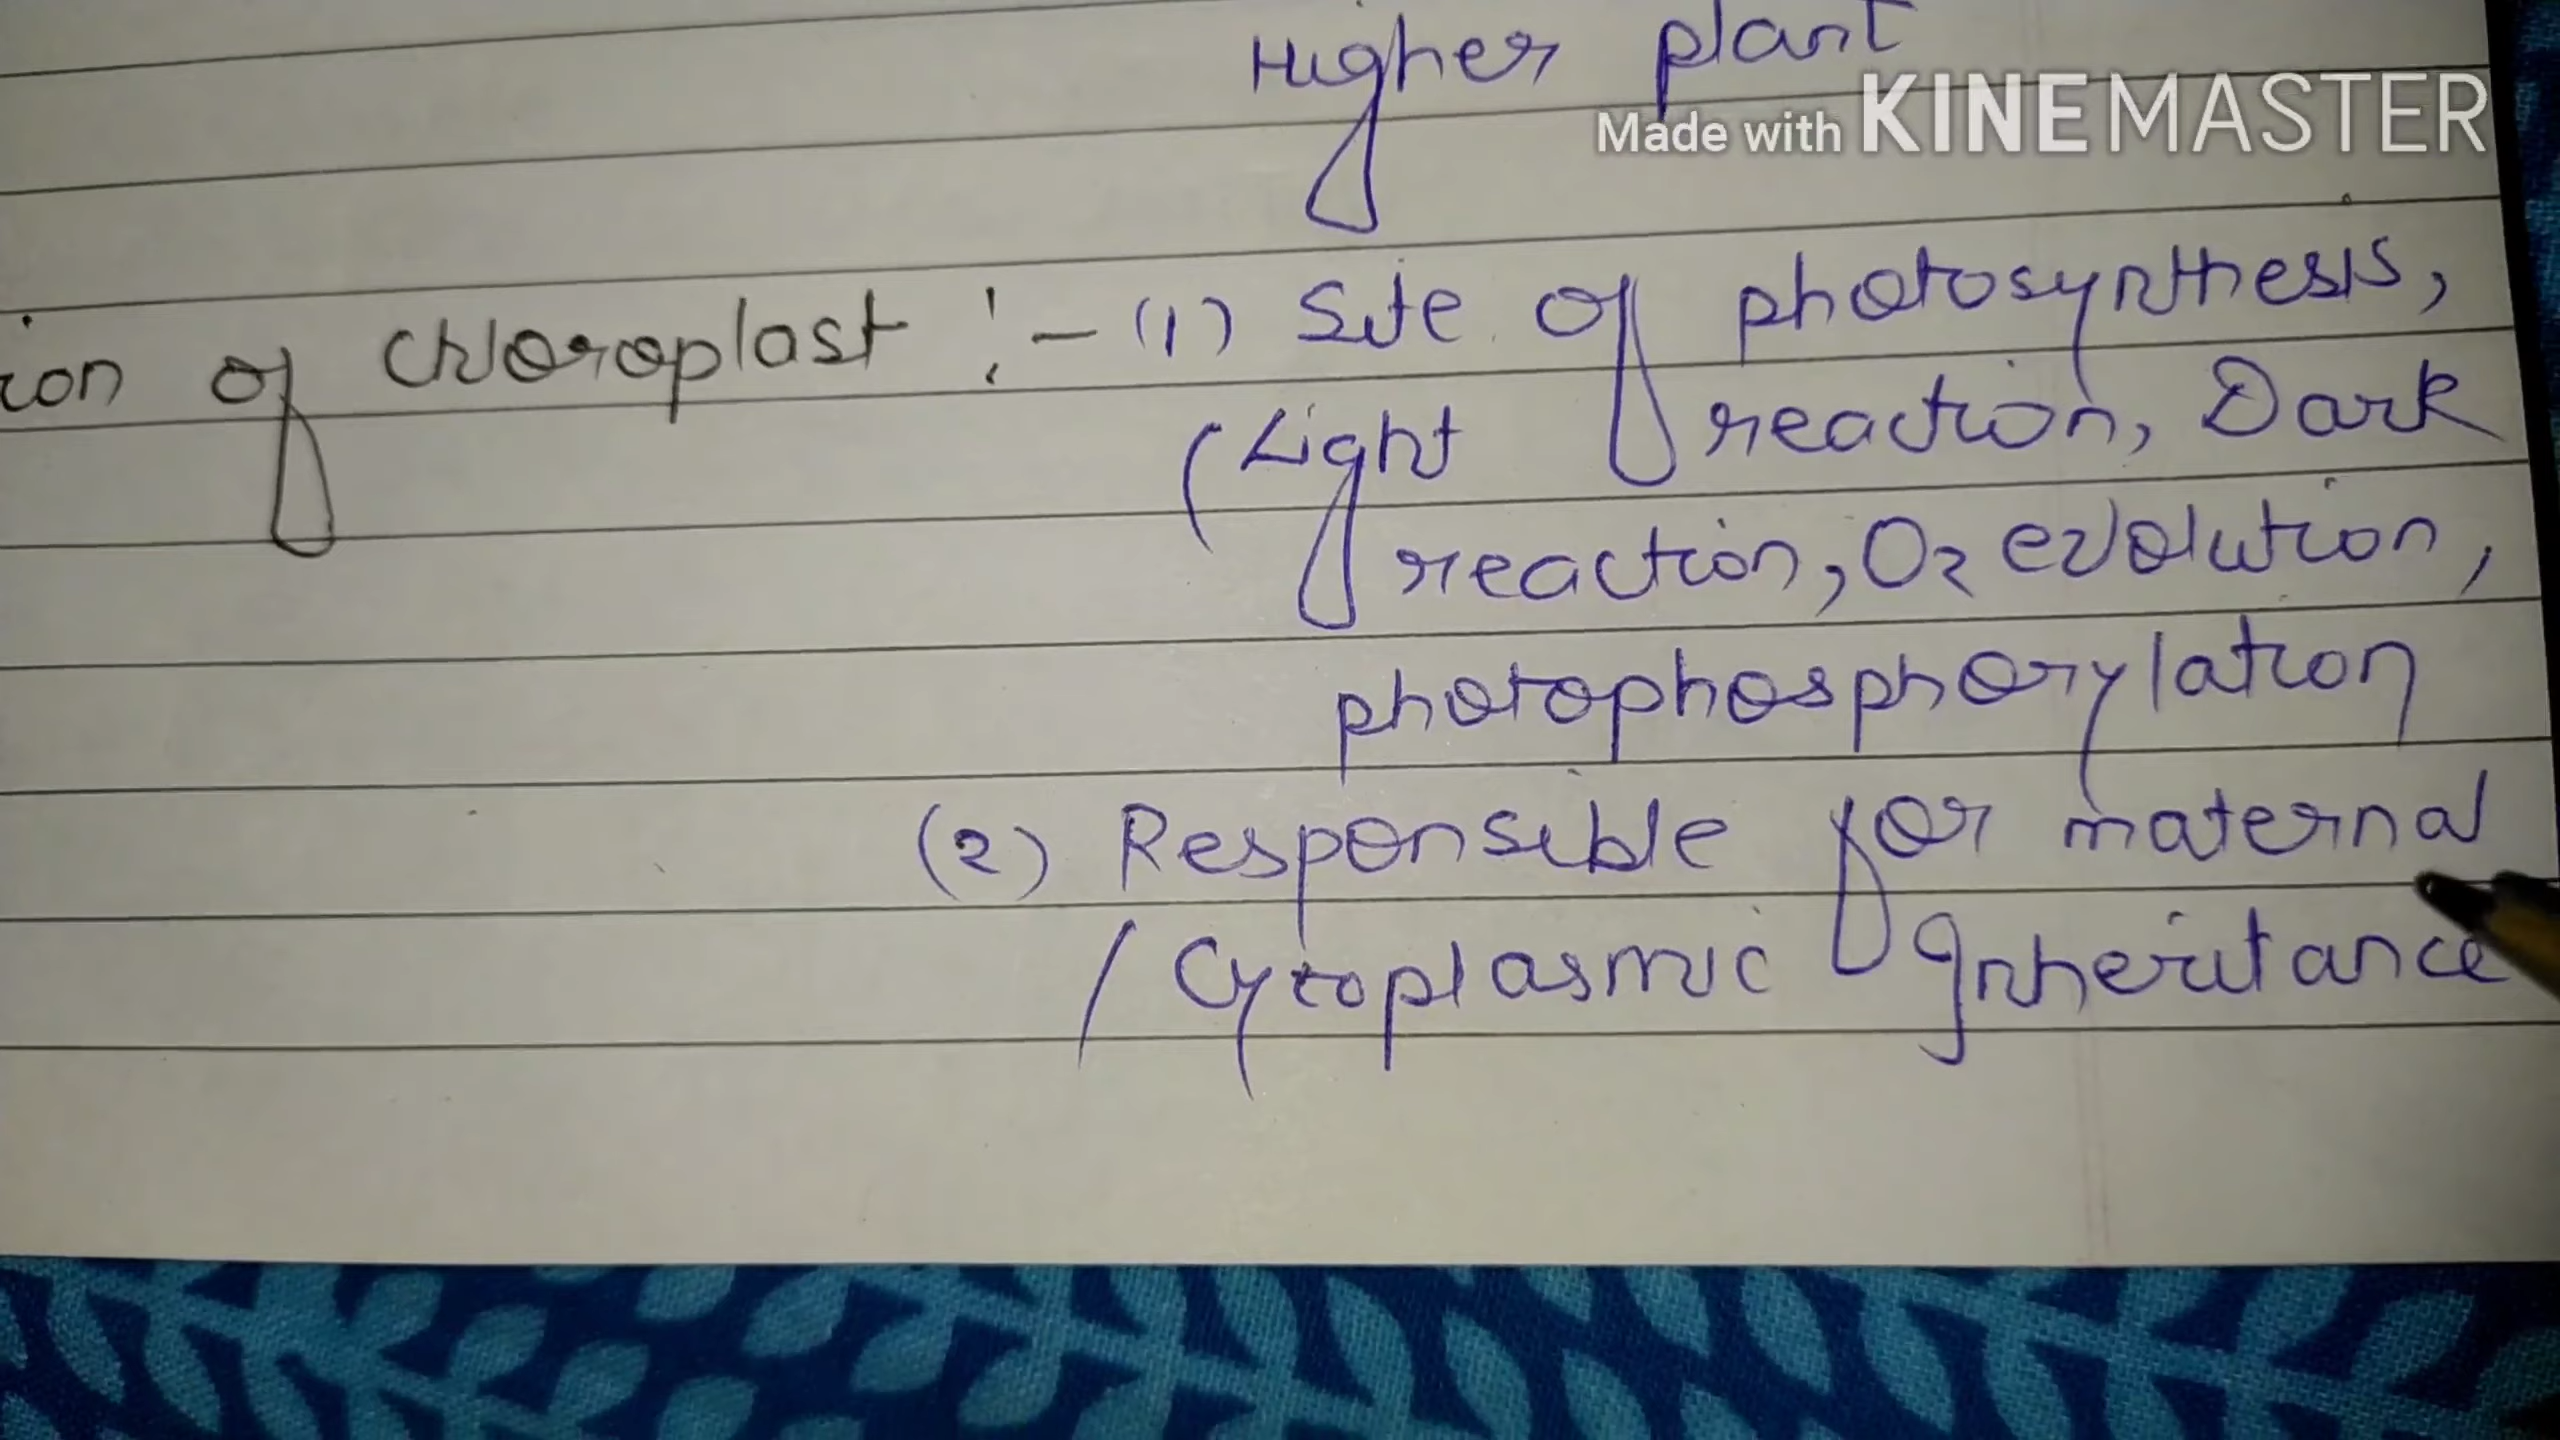 Higher plant
Made with KINEMASTER
ion of chloroplast :- (1) Site of photosynthesis,
(Light reaction, Dark
reaction, O2 evolution,
photophosphorylation
(2) Responsible for maternal
/ Cytoplasmic Inheritance